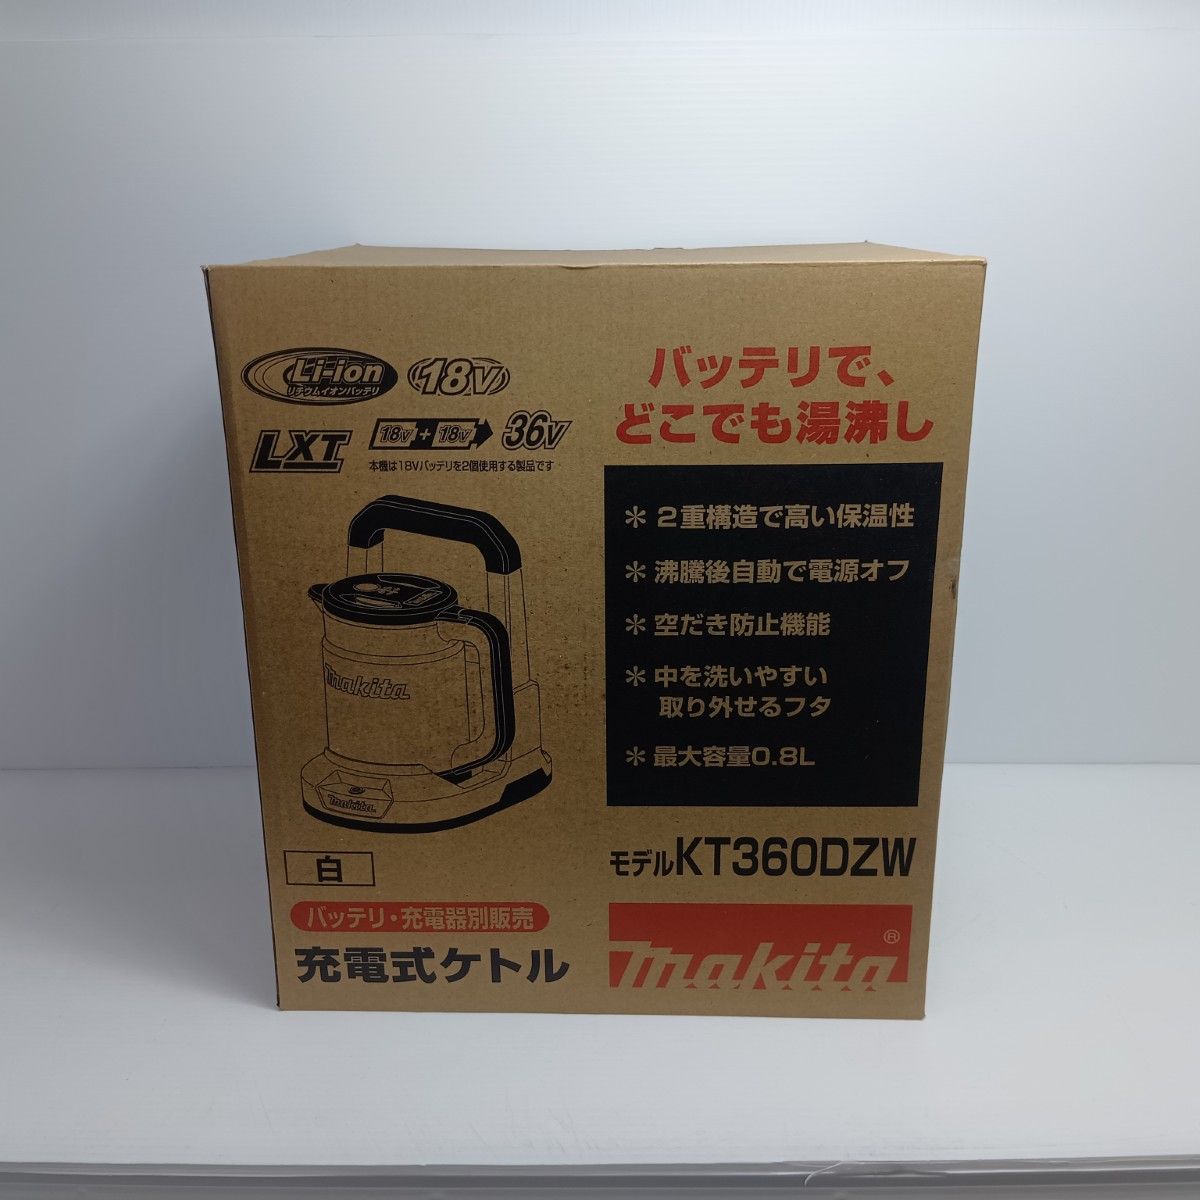 Li-ion
リチウムイオンバッテリ
18V
LXT
18V + 18V 36V
本機は18Vバッテリを2個使用する製品です
バッテリで、
どこでも湯沸し
＊2重構造で高い保温性
＊沸騰後自動で電源オフ
＊空だき防止機能
＊中を洗いやすい
取り外せるフタ
＊最大容量0.8L
makita
makita
白
モデルKT360DZW
バッテリ・充電器別販売
充電式ケトル
makita®